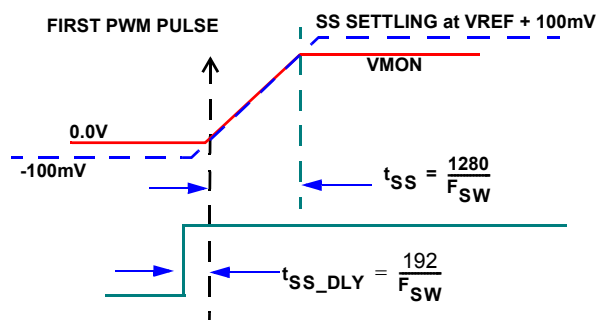 FIRST PWM PULSE
SS SETTLING at VREF + 100mV
VMON
0.0V
-100mV
tSS = 1280/FSW
tSS_DLY = 192/FSW